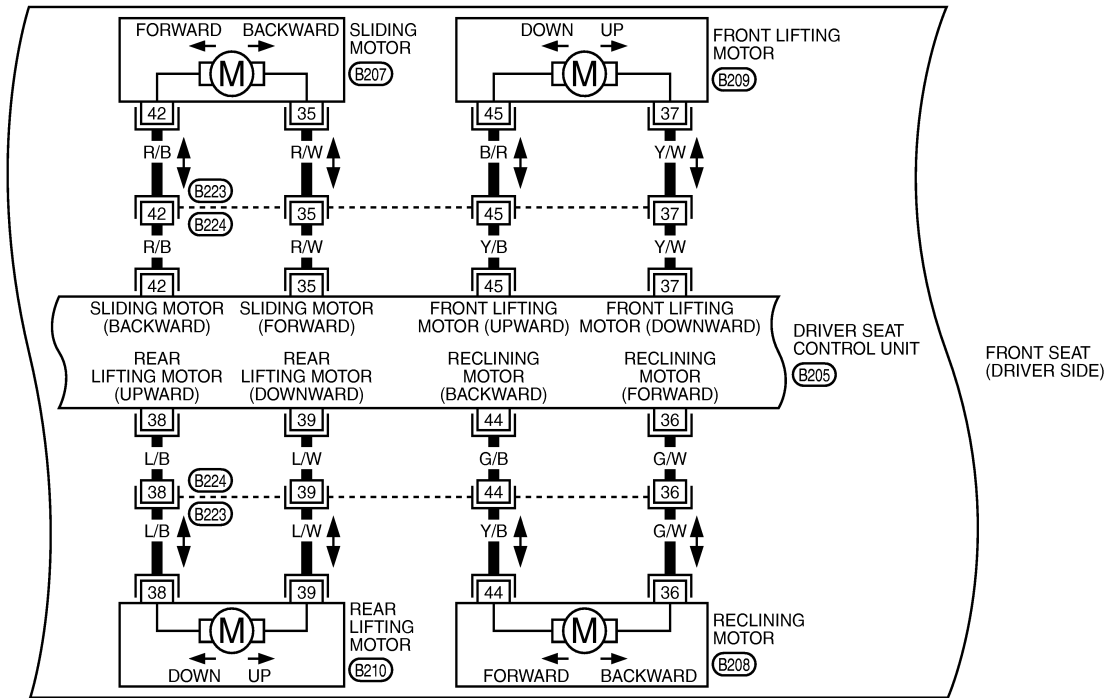 FORWARD BACKWARD
SLIDING
MOTOR
B207
M
DOWN UP
FRONT LIFTING
MOTOR
B209
M
42 35 45 37
R/B R/W B/R Y/W
B223
42 35 45 37
B224
R/B R/W Y/B Y/W
42 35 45 37
SLIDING MOTOR
(BACKWARD)
SLIDING MOTOR
(FORWARD)
FRONT LIFTING
MOTOR (UPWARD)
FRONT LIFTING
MOTOR (DOWNWARD)
DRIVER SEAT
CONTROL UNIT
B205
FRONT SEAT
(DRIVER SIDE)
REAR
LIFTING MOTOR
(UPWARD)
REAR
LIFTING MOTOR
(DOWNWARD)
RECLINING
MOTOR
(BACKWARD)
RECLINING
MOTOR
(FORWARD)
38 39 44 36
L/B L/W G/B G/W
B224
38 39 44 36
B223
L/B L/W Y/B G/W
38 39 44 36
M
REAR
LIFTING
MOTOR
B210
DOWN UP
M
RECLINING
MOTOR
B208
FORWARD BACKWARD